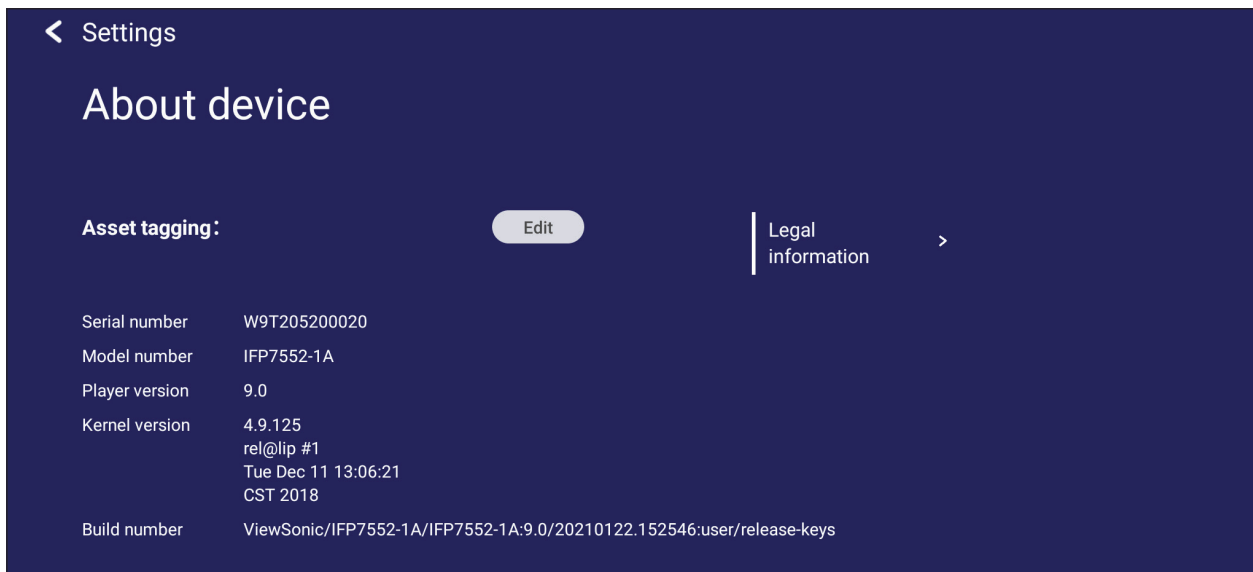 Settings
About device
Asset tagging:
Edit
Legal
information
Serial number W9T205200020
Model number IFP7552-1A
Player version 9.0
Kernel version 4.9.125
rel@lip #1
Tue Dec 11 13:06:21
CST 2018
Build number ViewSonic/IFP7552-1A/IFP7552-1A:9.0/20210122.152546:user/release-keys